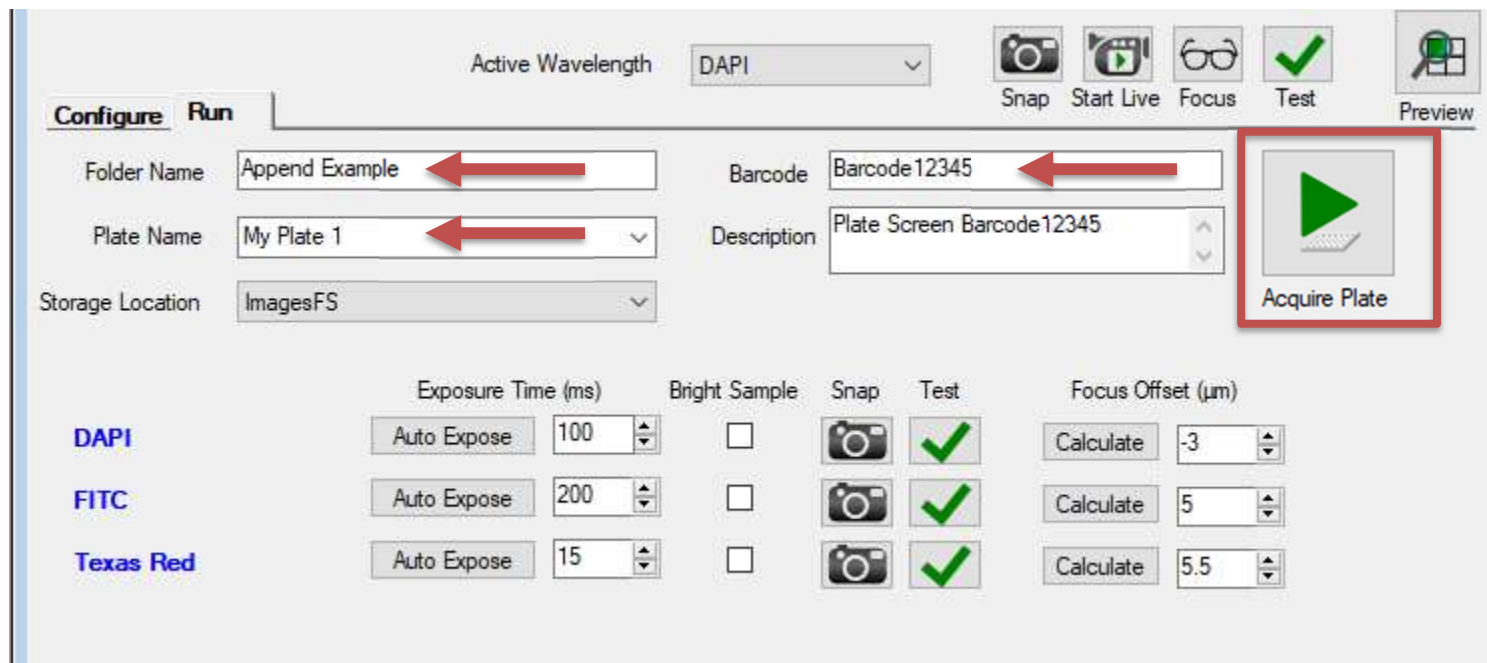 Active Wavelength DAPI
Snap Start Live Focus Test Preview
Configure Run
Folder Name Append Example Barcode Barcode12345
Plate Name My Plate 1 Description Plate Screen Barcode12345
Storage Location ImagesFS Acquire Plate
Exposure Time (ms) Bright Sample Snap Test Focus Offset (µm)
DAPI Auto Expose 100 Calculate -3
FITC Auto Expose 200 Calculate 5
Texas Red Auto Expose 15 Calculate 5.5